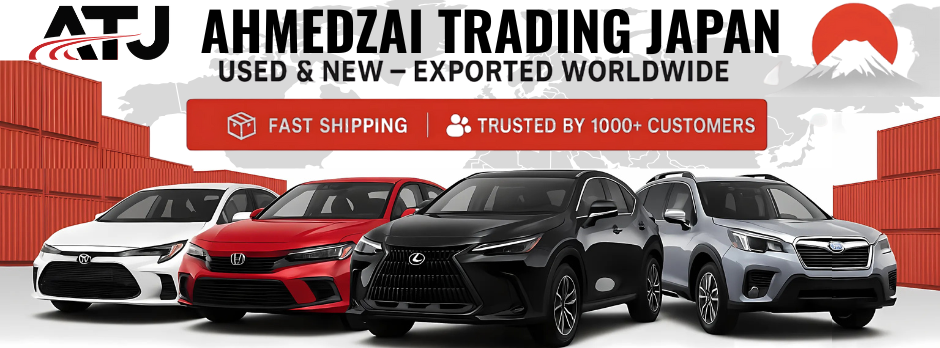 ATJ AHMEDZAI TRADING JAPAN
USED & NEW – EXPORTED WORLDWIDE
FAST SHIPPING | TRUSTED BY 1000+ CUSTOMERS